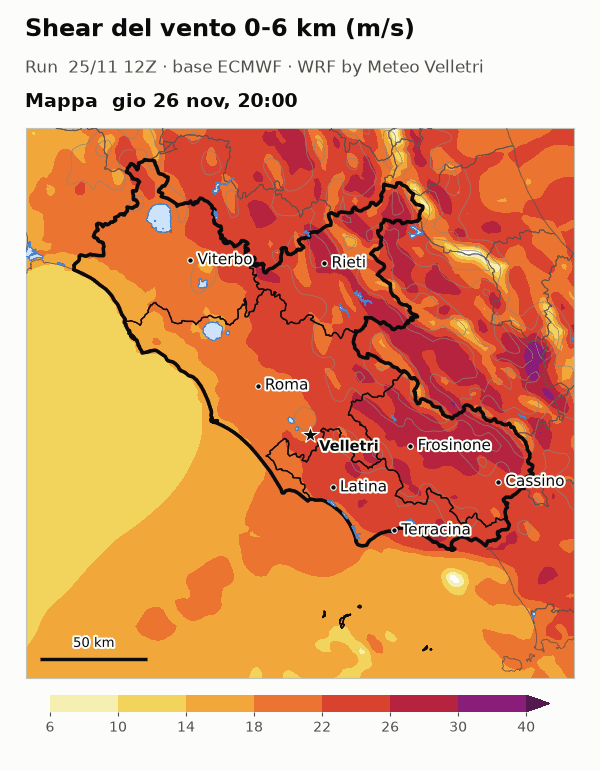 Shear del vento 0-6 km (m/s)
Run  25/11 12Z · base ECMWF · WRF by Meteo Velletri
Mappa  gio 26 nov, 20:00
Viterbo
Rieti
Roma
Velletri
Frosinone
Latina
Cassino
Terracina
50 km
6 10 14 18 22 26 30 40